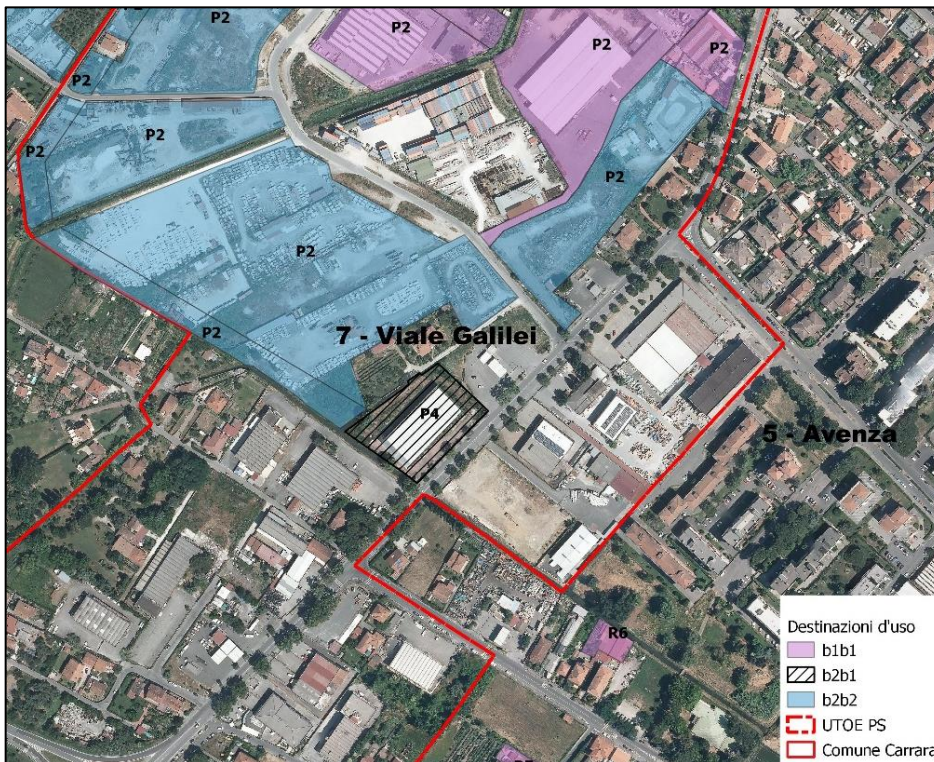 P2
P2
P2
P2
P2
P2
P2
P2
P2
P2
P2
7 - Viale Galilei
P4
5 - Avenza
R6
Destinazioni d'uso
b1b1
b2b1
b2b2
UTOE PS
Comune Carrara